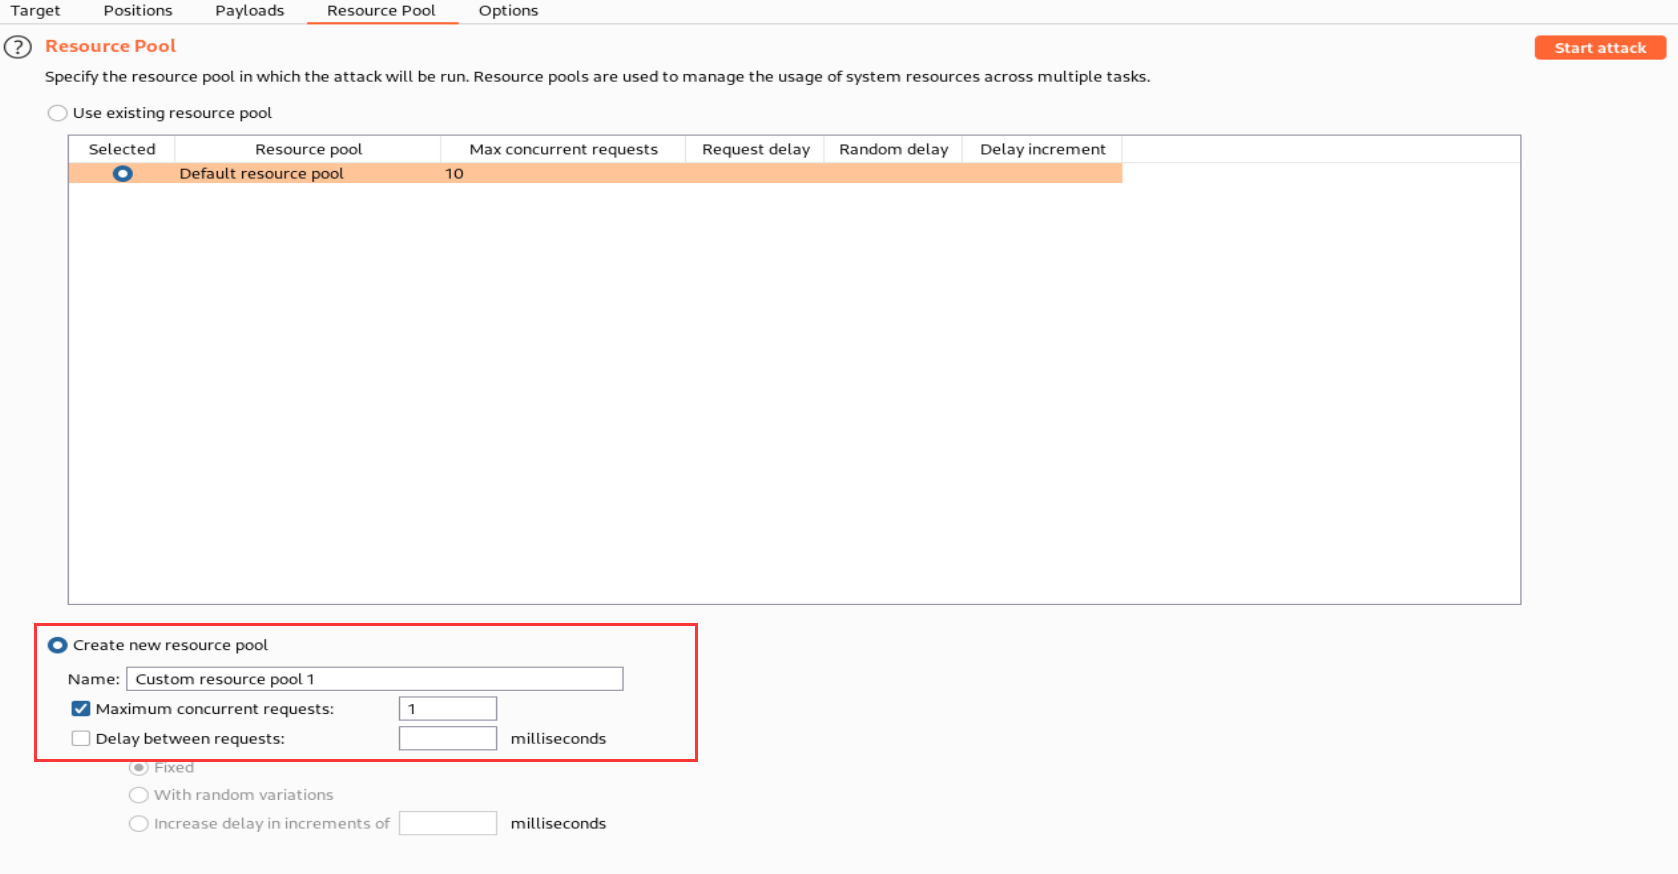 Target Positions Payloads Resource Pool Options
? Resource Pool Start attack
Specify the resource pool in which the attack will be run. Resource pools are used to manage the usage of system resources across multiple tasks.
Use existing resource pool
Selected Resource pool Max concurrent requests Request delay Random delay Delay increment
Default resource pool 10
Create new resource pool
Name: Custom resource pool 1
Maximum concurrent requests: 1
Delay between requests: milliseconds
Fixed
With random variations
Increase delay in increments of milliseconds